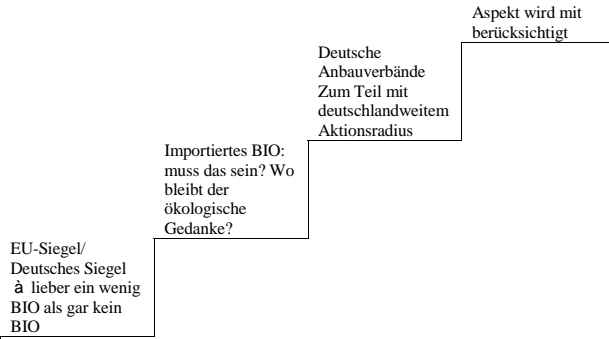 Aspekt wird mit
berücksichtigt
Deutsche
Anbauverbände
Zum Teil mit
deutschlandweitem
Aktionsradius
Importiertes BIO:
muss das sein? Wo
bleibt der
ökologische
Gedanke?
EU-Siegel/
Deutsches Siegel
à lieber ein wenig
BIO als gar kein
BIO